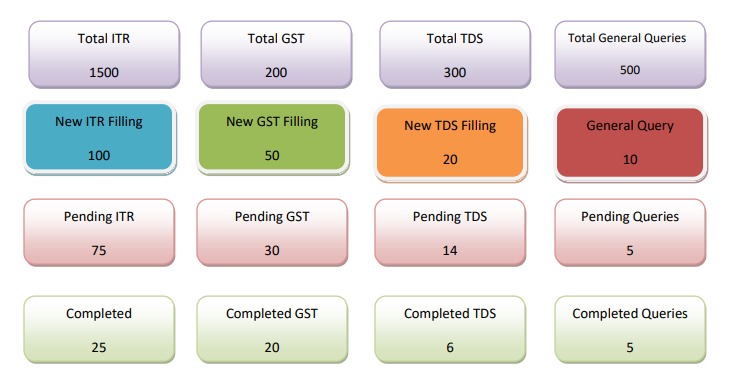 Total ITR
1500
Total GST
200
Total TDS
300
Total General Queries
500
New ITR Filling
100
New GST Filling
50
New TDS Filling
20
General Query
10
Pending ITR
75
Pending GST
30
Pending TDS
14
Pending Queries
5
Completed
25
Completed GST
20
Completed TDS
6
Completed Queries
5